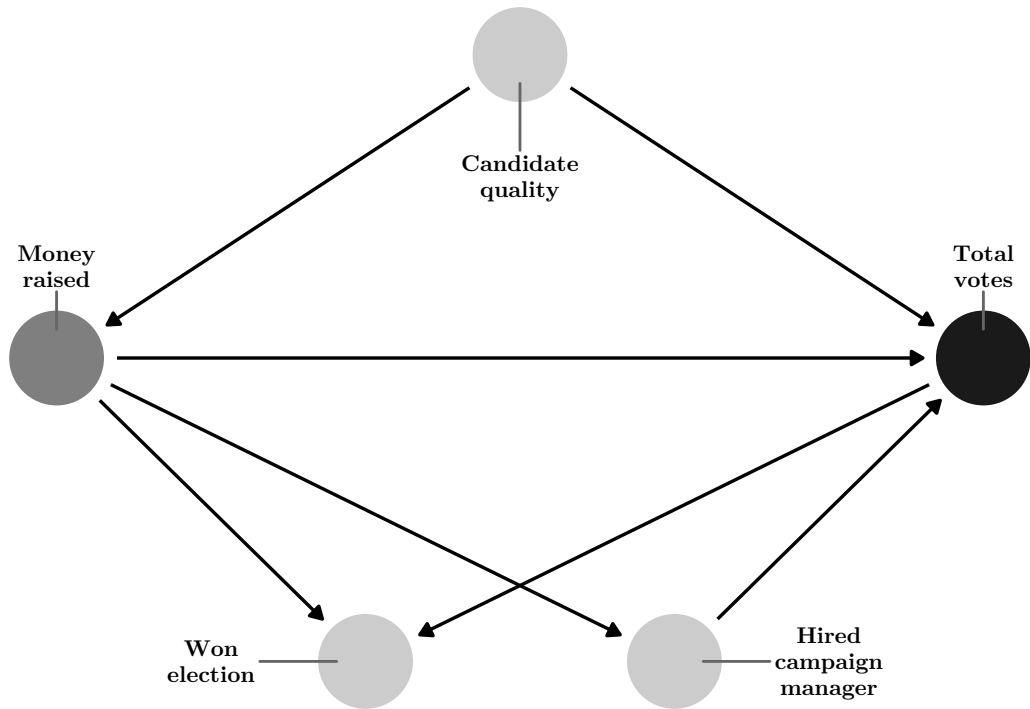 Candidate
quality
Money
raised
Total
votes
Won
election
Hired
campaign
manager